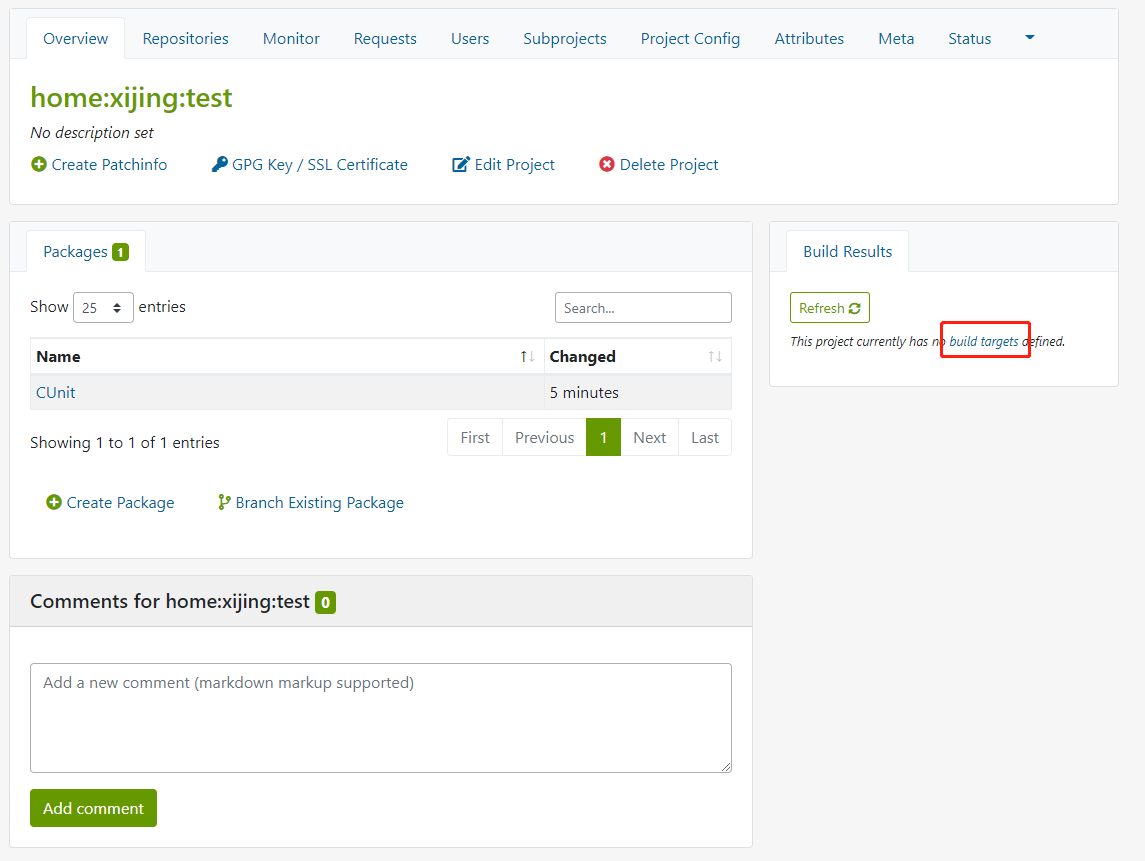 Overview Repositories Monitor Requests Users Subprojects Project Config Attributes Meta Status
home:xijing:test
No description set
Create Patchinfo GPG Key / SSL Certificate Edit Project Delete Project
Packages 1
Show 25 entries Search...
Name Changed
CUnit 5 minutes
Showing 1 to 1 of 1 entries First Previous 1 Next Last
Create Package Branch Existing Package
Build Results
Refresh
This project currently has no build targets defined.
Comments for home:xijing:test 0
Add a new comment (markdown markup supported)
Add comment